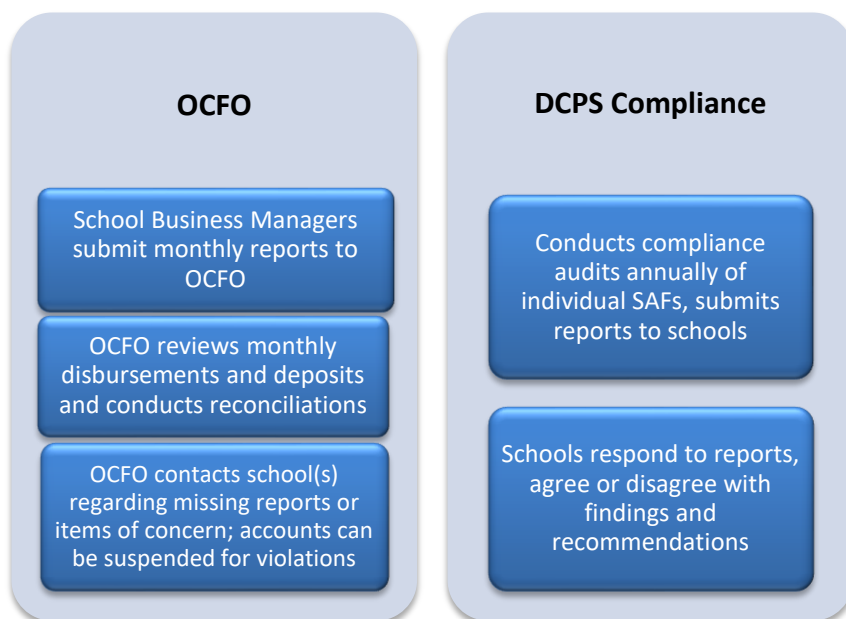 OCFO
School Business Managers
submit monthly reports to
OCFO
OCFO reviews monthly
disbursements and deposits
and conducts reconciliations
OCFO contacts school(s)
regarding missing reports or
items of concern; accounts can
be suspended for violations
DCPS Compliance
Conducts compliance
audits annually of
individual SAFs, submits
reports to schools
Schools respond to reports,
agree or disagree with
findings and
recommendations